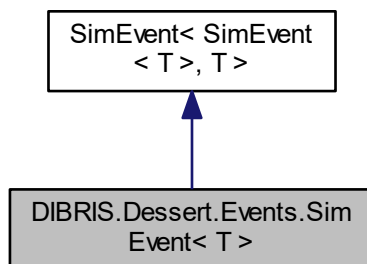 SimEvent< SimEvent
< T >, T >
DIBRIS.Dessert.Events.Sim
Event< T >